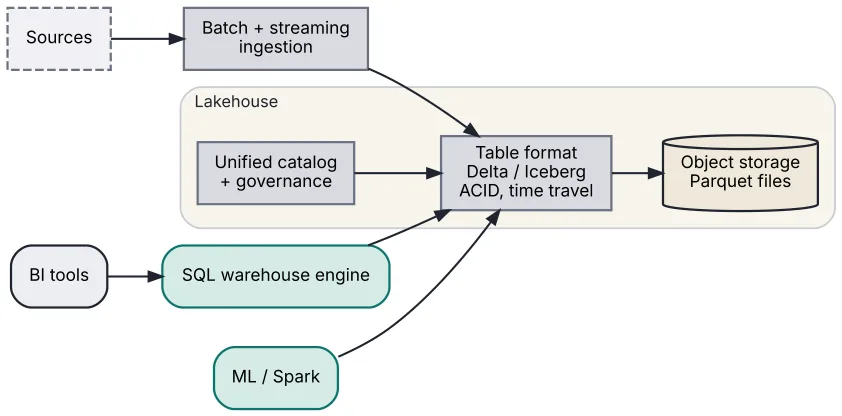 Sources
Batch + streaming
ingestion
Lakehouse
Unified catalog
+ governance
Table format
Delta / Iceberg
ACID, time travel
Object storage
Parquet files
BI tools
SQL warehouse engine
ML / Spark